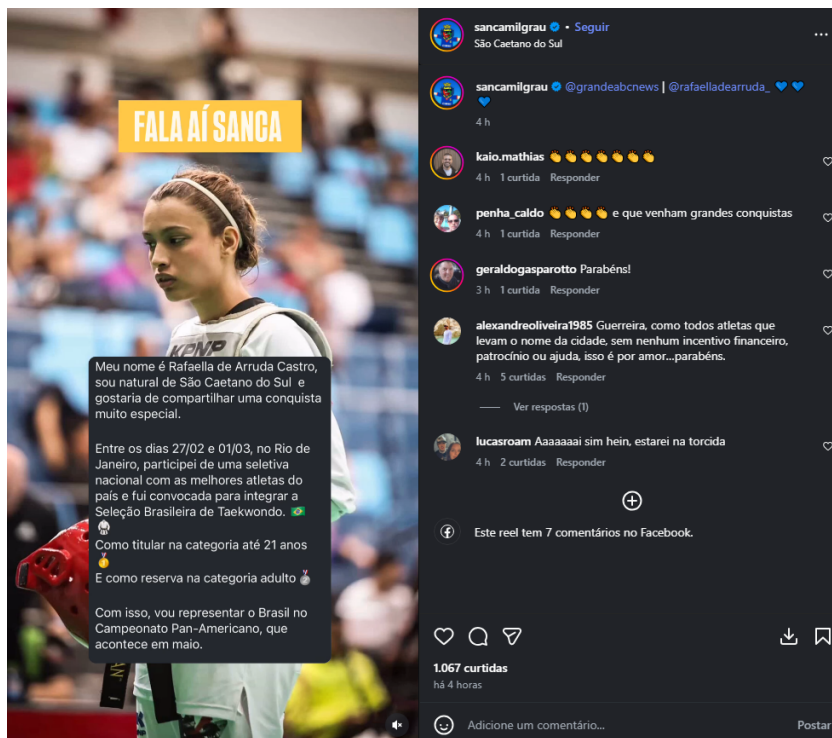 FALA AÍ SANCA
KPNP
Meu nome é Rafaella de Arruda Castro,
sou natural de São Caetano do Sul e
gostaria de compartilhar uma conquista
muito especial.
Entre os dias 27/02 e 01/03, no Rio de
Janeiro, participei de uma seletiva
nacional com as melhores atletas do
país e fui convocada para integrar a
Seleção Brasileira de Taekwondo. 🇧🇷
🥋
Como titular na categoria até 21 anos
🥇
E como reserva na categoria adulto 🥈
Com isso, vou representar o Brasil no
Campeonato Pan-Americano, que
acontece em maio.
sancamilgrau • Seguir
São Caetano do Sul
sancamilgrau @grandeabcnews | @rafaelladearruda_ 💙 💙
💙
4 h
kaio.mathias 👏👏👏👏👏👏👏
4 h 1 curtida Responder
penha_caldo 👏👏👏👏 e que venham grandes conquistas
4 h 1 curtida Responder
geraldogasparotto Parabéns!
3 h 1 curtida Responder
alexandreoliveira1985 Guerreira, como todos atletas que
levam o nome da cidade, sem nenhum incentivo financeiro,
patrocínio ou ajuda, isso é por amor...parabéns.
4 h 5 curtidas Responder
Ver respostas (1)
lucasroam Aaaaaaai sim hein, estarei na torcida
4 h 2 curtidas Responder
Este reel tem 7 comentários no Facebook.
1.067 curtidas
há 4 horas
Adicione um comentário...
Postar